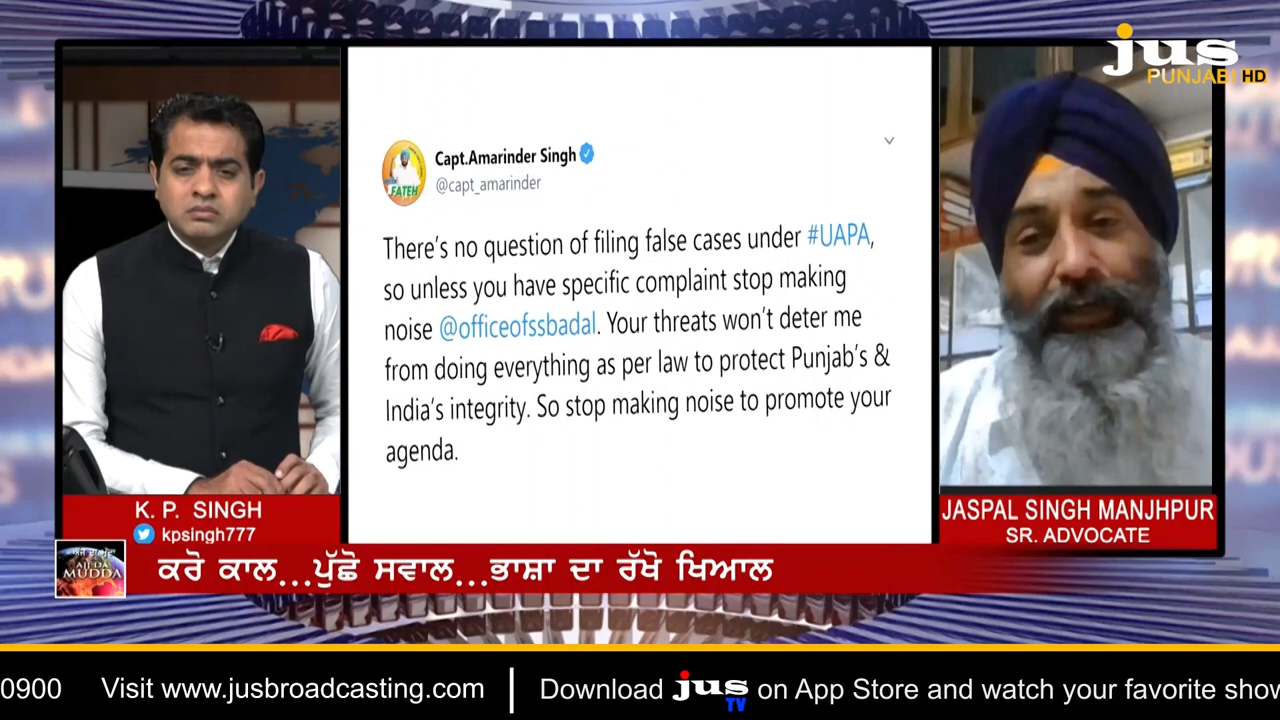 jus
PUNJABI HD
Capt.Amarinder Singh
@capt_amarinder
FATEH
There's no question of filing false cases under #UAPA,
so unless you have specific complaint stop making
noise @officeofssbadal. Your threats won't deter me
from doing everything as per law to protect Punjab's &
India's integrity. So stop making noise to promote your
agenda.
K. P. SINGH
kpsingh777
JASPAL SINGH MANJHPUR
SR. ADVOCATE
ਅੱਜ ਦਾ ਮੁੱਦਾ
AJJ DA
MUDDA
ਕਰੋ ਕਾਲ...ਪੁੱਛੋ ਸਵਾਲ...ਭਾਸ਼ਾ ਦਾ ਰੱਖੋ ਖਿਆਲ
0900 Visit www.jusbroadcasting.com | Download jus TV on App Store and watch your favorite show